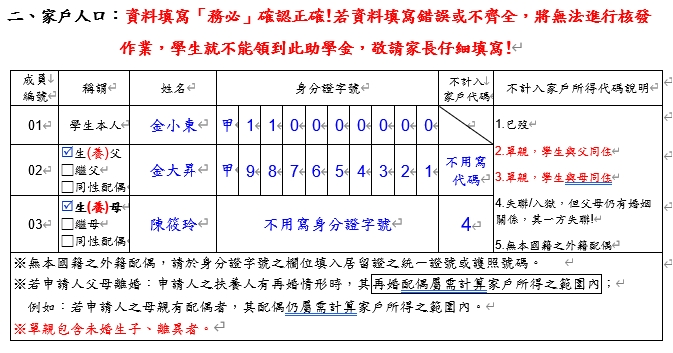 二、家戶人口：資料填寫「務必」確認正確!若資料填寫錯誤或不齊全，將無法進行核發
作業，學生就不能領到此助學金，敬請家長仔細填寫!
成員編號 稱謂 姓名 身分證字號 不計入家戶代碼 不計入家戶所得代碼說明
01 學生本人 金小東 甲 1 1 0 0 0 0 0 0 0
02 ☑生(養)父 金大昇 甲 9 8 7 6 5 4 3 2 1 不用寫代碼
□繼父
□同性配偶
03 ☑生(養)母 陳筱玲 不用寫身分證字號 4
□繼母
□同性配偶
1.已歿
2.單親，學生與父同住
3.單親，學生與母同住
4.失聯/入獄，但父母仍有婚姻
關係，其一方失聯!
5.無本國籍之外籍配偶
※無本國籍之外籍配偶，請於身分證字號之欄位填入居留證之統一證號或護照號碼。
※若申請人父母離婚：申請人之扶養人有再婚情形時，其再婚配偶屬需計算家戶所得之範圍內；
例如：若申請人之母親有配偶者，其配偶仍屬需計算家戶所得之範圍內。
※單親包含未婚生子、離異者。